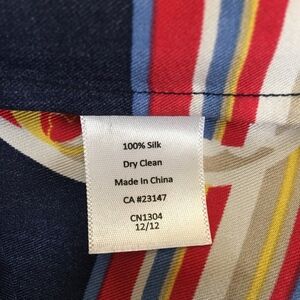 100% Silk
Dry Clean
Made In China
CA #23147
CN1304
12/12